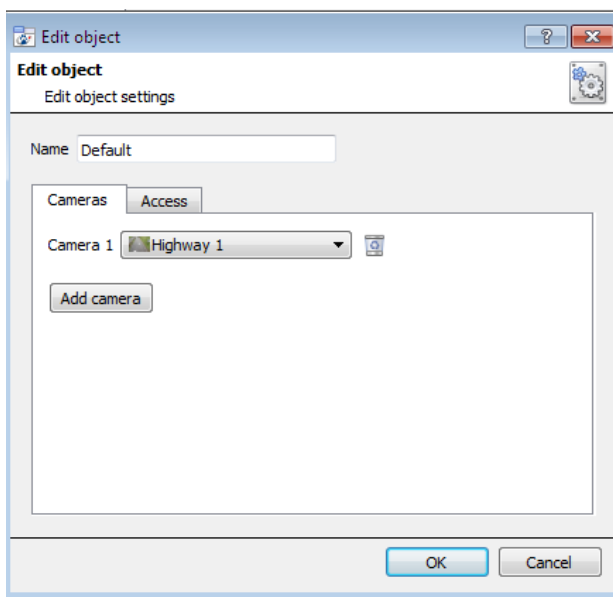 Edit object
?
Edit object
Edit object settings
Name Default
Cameras Access
Camera 1 Highway 1
Add camera
OK Cancel